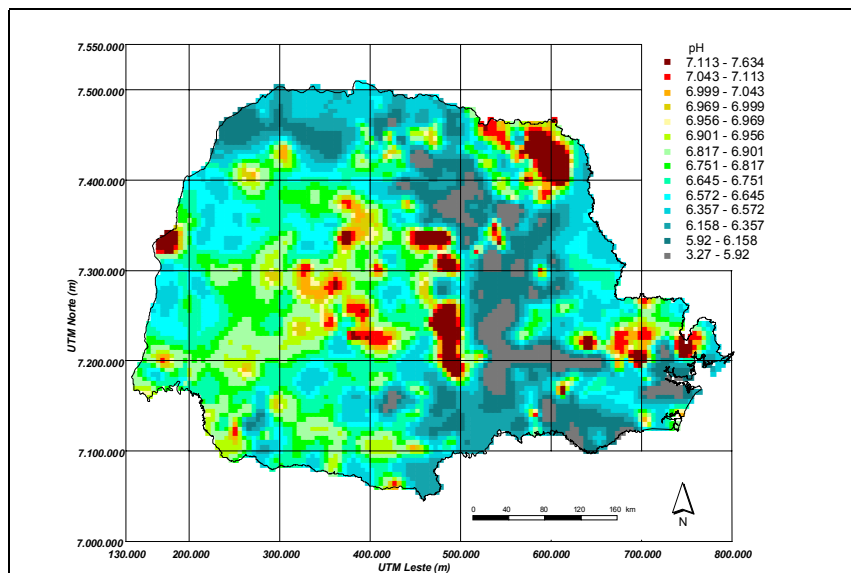 pH
7.113 - 7.634
7.043 - 7.113
6.999 - 7.043
6.969 - 6.999
6.956 - 6.969
6.901 - 6.956
6.817 - 6.901
6.751 - 6.817
6.645 - 6.751
6.572 - 6.645
6.357 - 6.572
6.158 - 6.357
5.92 - 6.158
3.27 - 5.92
7.550.000
7.500.000
7.400.000
7.300.000
7.200.000
7.100.000
7.000.000
UTM Norte (m)
0 40 80 120 160 km
N
130.000 200.000 300.000 400.000 500.000 600.000 700.000 800.000
UTM Leste (m)